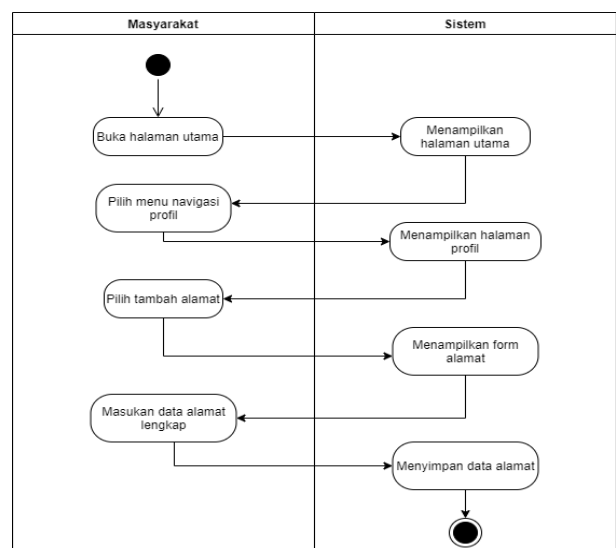 Masyarakat
Sistem
Buka halaman utama
Menampilkan
halaman utama
Pilih menu navigasi
profil
Menampilkan halaman
profil
Pilih tambah alamat
Menampilkan form
alamat
Masukan data alamat
lengkap
Menyimpan data alamat